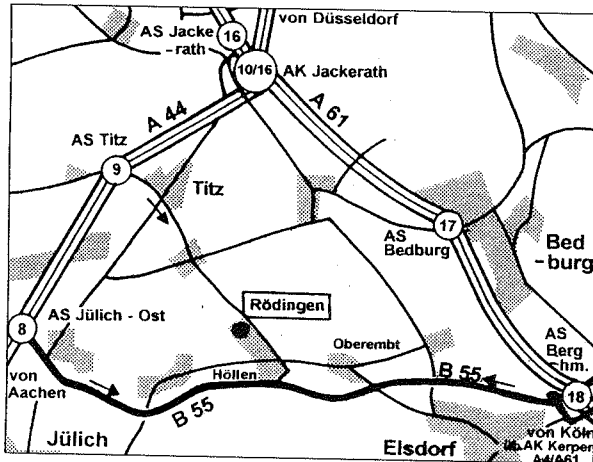 von Düsseldorf
AS Jacke
-rath
16
10/16
AK Jackerath
A 44
A 61
AS Titz
9
Titz
17
AS
Bedburg
Bed
-burg
8
AS Jülich - Ost
Rödingen
Oberembt
AS
Berg
hm.
von
Aachen
Höllen
B 55
B 55
18
Jülich
Elsdorf
von Köln
üb.AK Kerpen
A4/A61